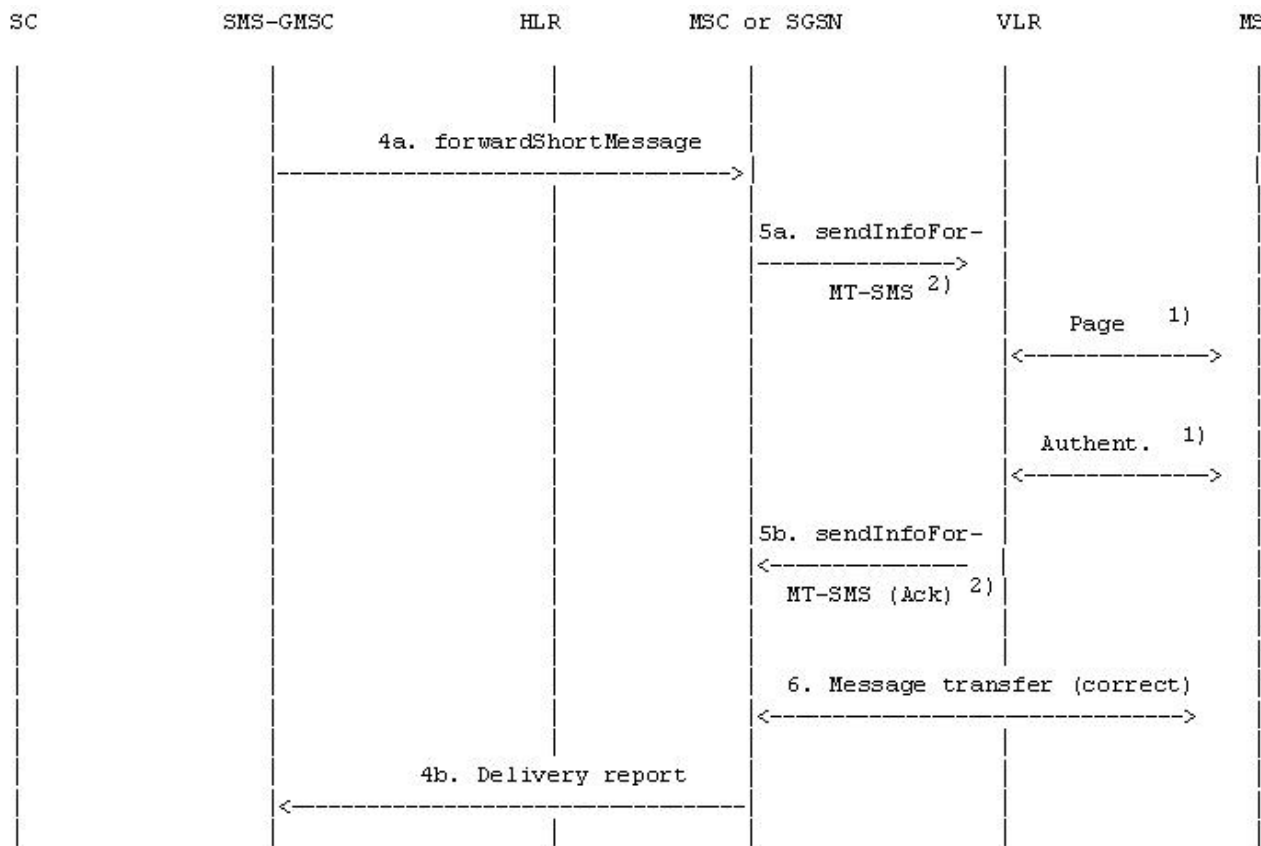 SC SMS-GMSC HLR MSC or SGSN VLR MS
4a. forwardShortMessage
5a. sendInfoFor-
MT-SMS 2)
Page 1)
Authent. 1)
5b. sendInfoFor-
MT-SMS (Ack) 2)
6. Message transfer (correct)
4b. Delivery report